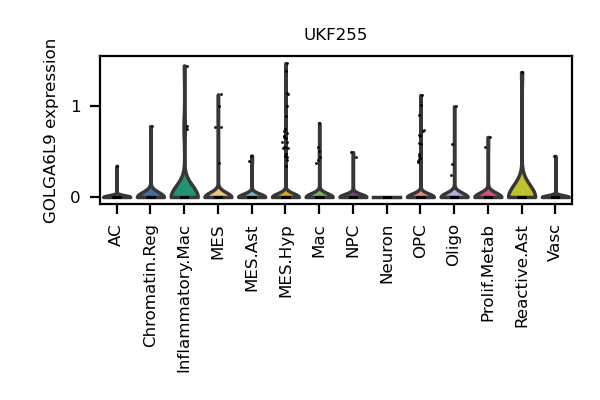 UKF255
GOLGA6L9 expression
1
0
AC
Chromatin.Reg
Inflammatory.Mac
MES
MES.Ast
MES.Hyp
Mac
NPC
Neuron
OPC
Oligo
Prolif.Metab
Reactive.Ast
Vasc